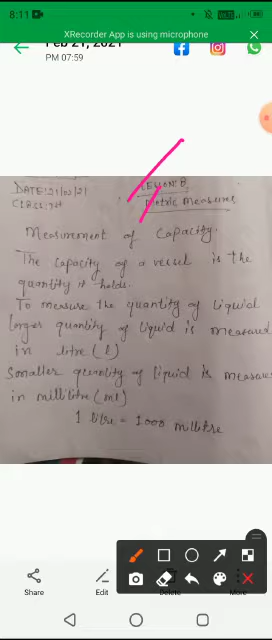 8:11
XRecorder App is using microphone
Feb 21, 2021
PM 07:59
DATE:21/02/21
LESSON: 8
CLASS: 
Metric Measures
Measurement of Capacity.
The capacity of a vessel is the
quantity it holds.
To measure the quantity of liquid
larger quantity of liquid is measured
in litre (l)
Smaller quantity of liquid is measure
in millilitre (ml)
1 litre = 1000 millitre
Share
Edit
Delete
More